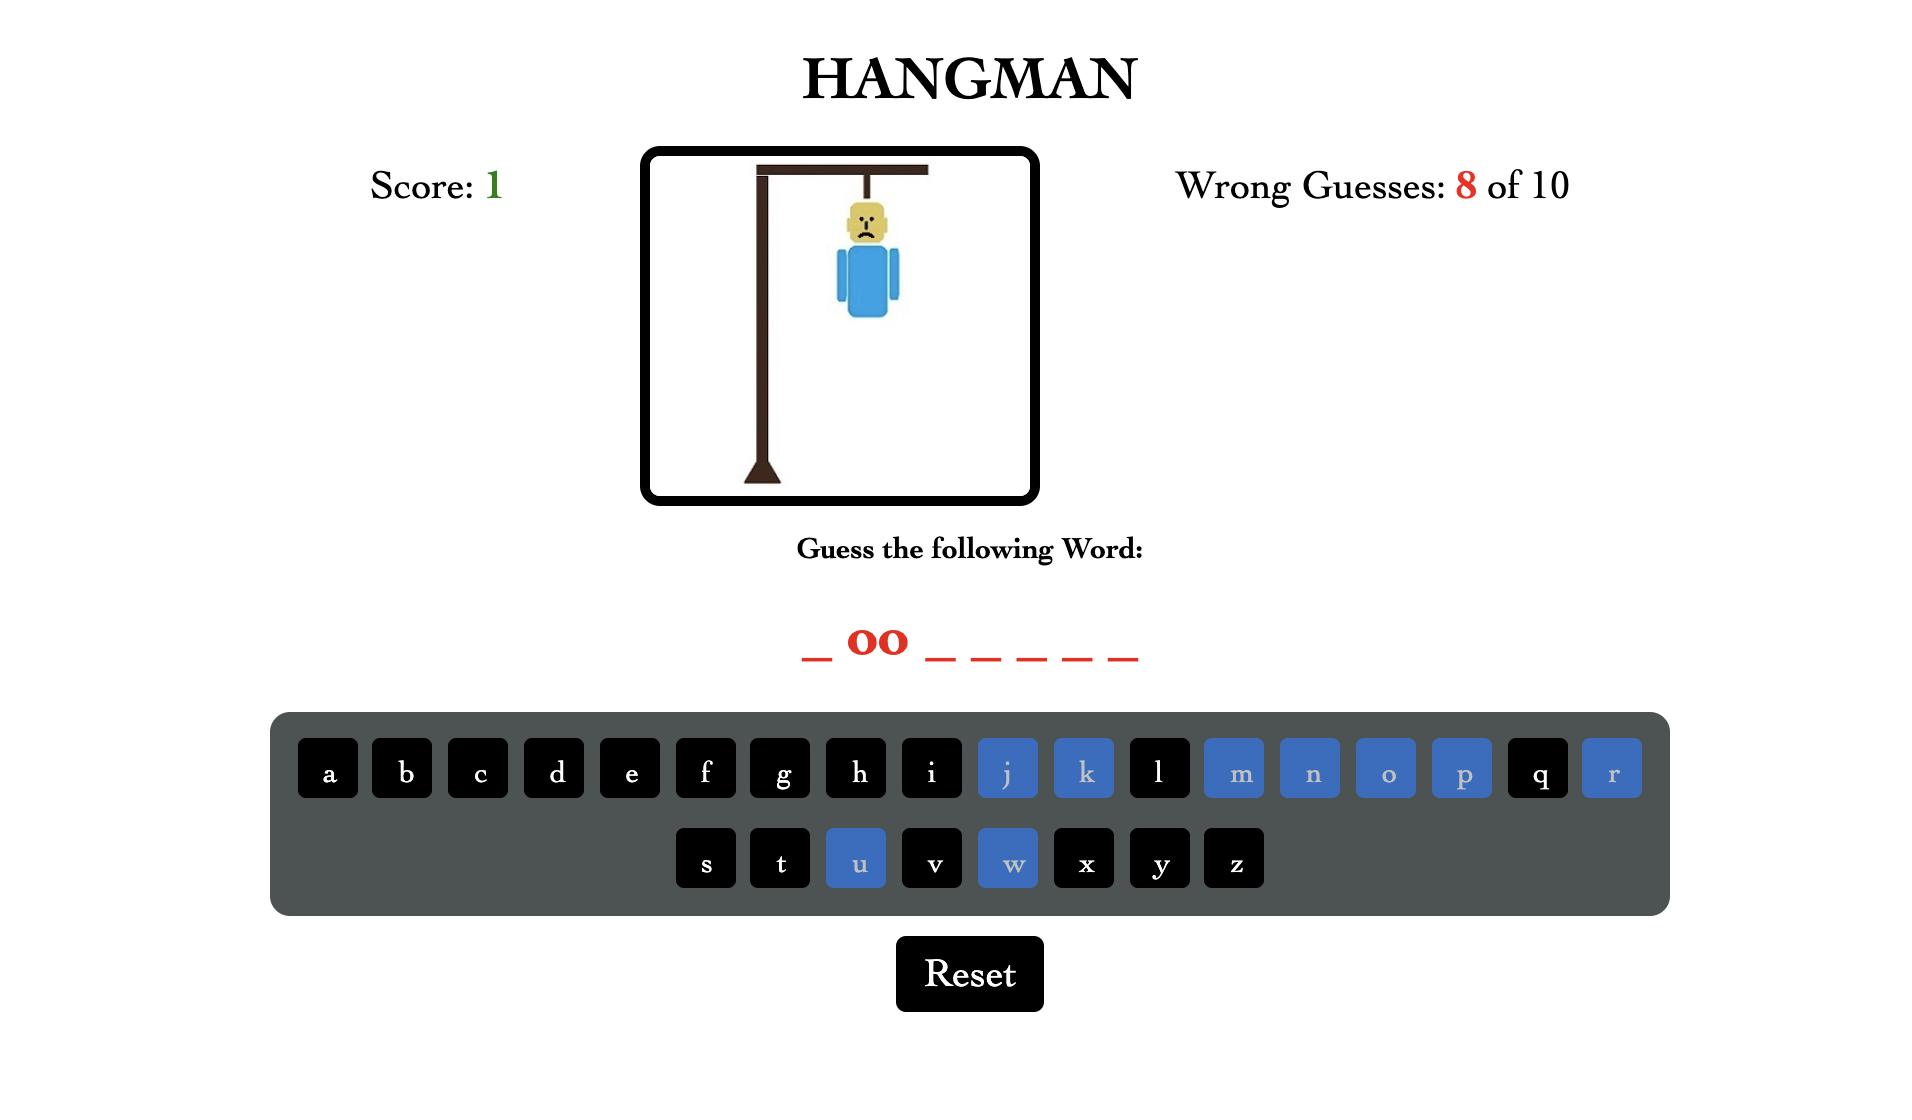 HANGMAN
Score: 1
Wrong Guesses: 8 of 10
Guess the following Word:
_ oo _ _ _ _ _
a b c d e f g h i j k l m n o p q r
s t u v w x y z
Reset